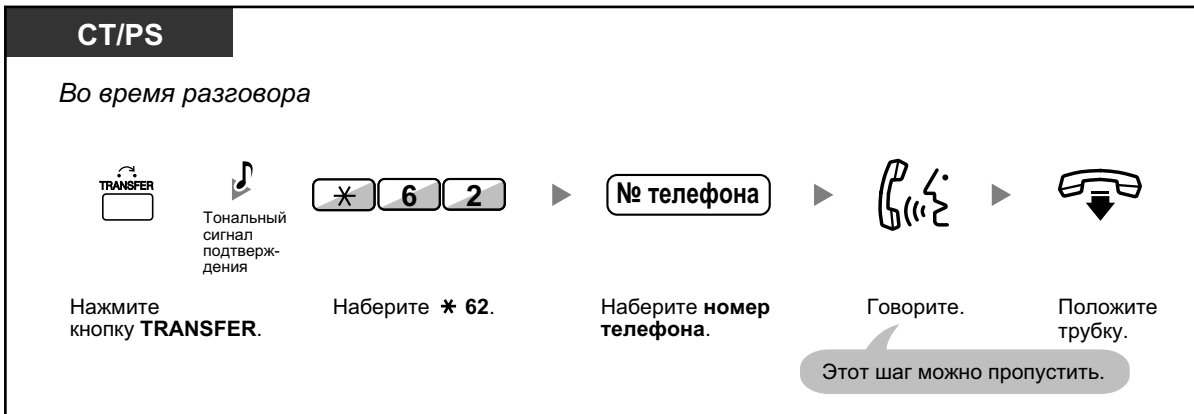 CT/PS
Во время разговора
TRANSFER
Тональный
сигнал
подтверж-
дения
* 6 2
№ телефона
Нажмите
кнопку TRANSFER.
Наберите * 62.
Наберите номер
телефона.
Говорите.
Положите
трубку.
Этот шаг можно пропустить.